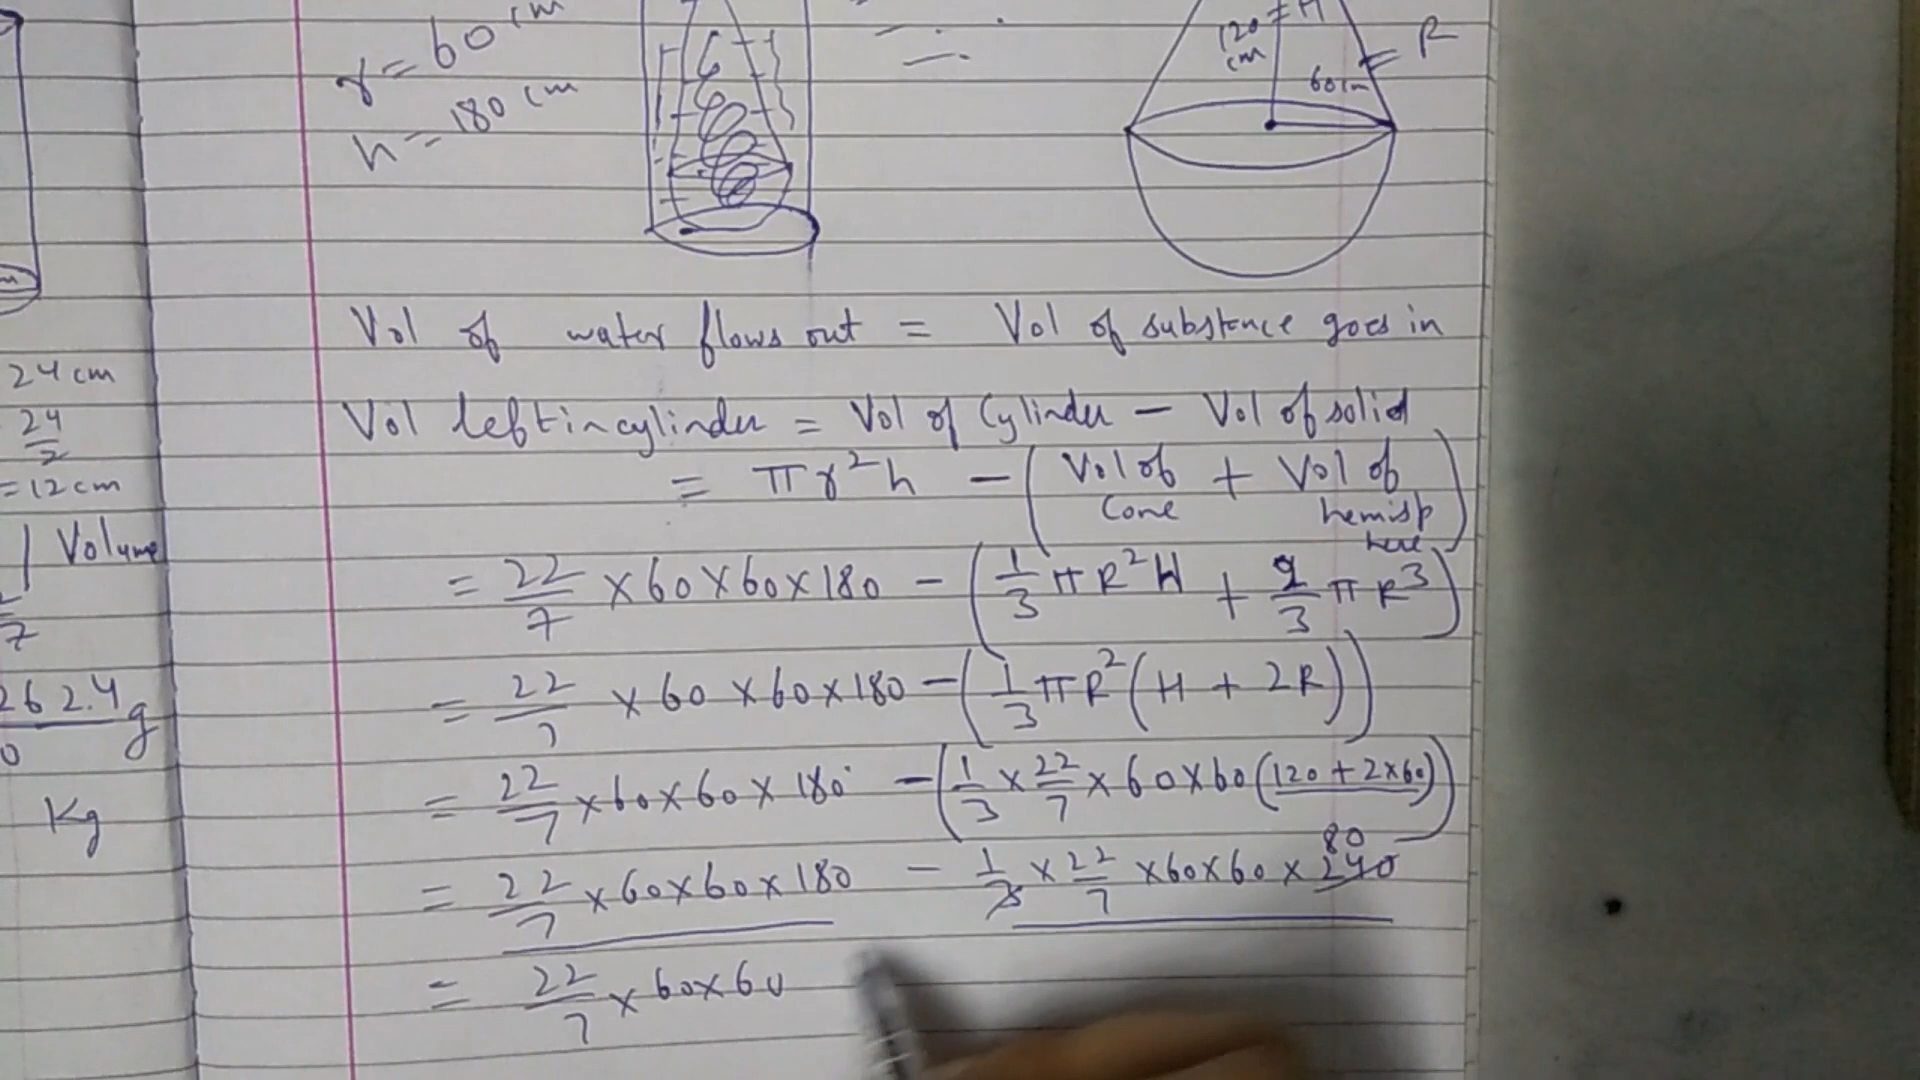 r = 60 cm
h = 180 cm
120 cm = H
60 cm = R
24 cm
24
2
= 12 cm
Volume
7
262.4 g
0
Kg
Vol of water flows out = Vol of substence goes in
Vol left in cylinder = Vol of Cylinder – Vol of solid
= πr²h – (Vol of Cone + Vol of hemisphere)
= 22/7 × 60 × 60 × 180 – (1/3 πR²H + 2/3 πR³)
= 22/7 × 60 × 60 × 180 – (1/3 πR² (H + 2R))
= 22/7 × 60 × 60 × 180 – (1/3 × 22/7 × 60 × 60 (120 + 2×60))
80
= 22/7 × 60 × 60 × 180 – 1/3 × 22/7 × 60 × 60 × 240
= 22/7 × 60 × 60